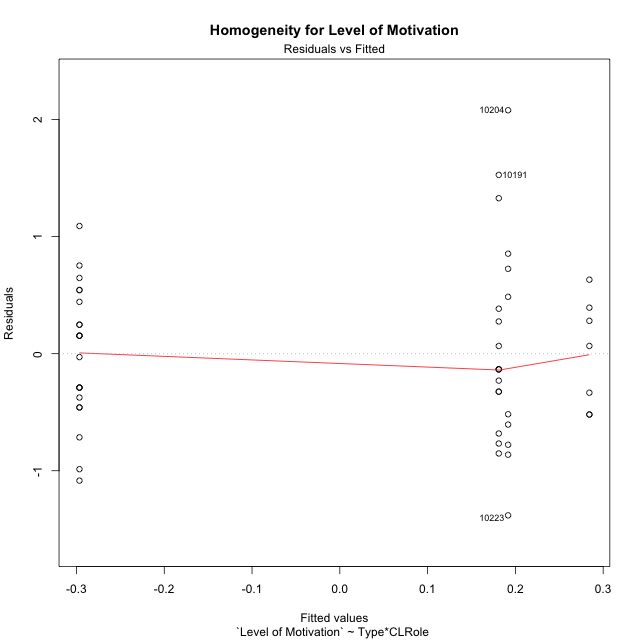 Homogeneity for Level of Motivation
Residuals vs Fitted
Residuals
2
1
0
-1
10204
10191
10223
-0.3 -0.2 -0.1 0.0 0.1 0.2 0.3
Fitted values
`Level of Motivation` ~ Type*CLRole